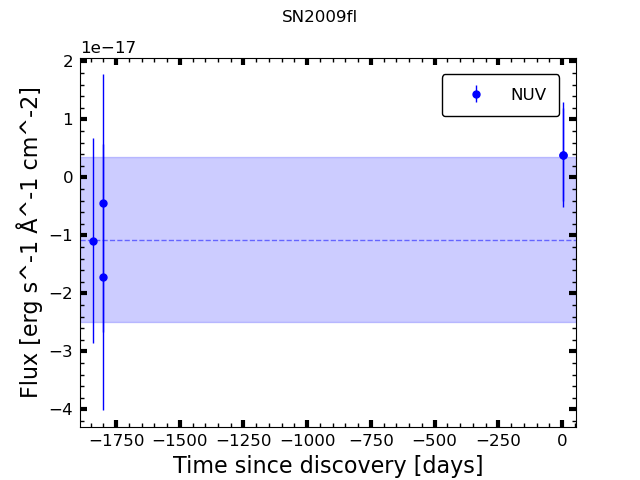 SN2009fl
1e−17
2
1
0
−1
−2
−3
−4
Flux [erg s^-1 Å^-1 cm^-2]
NUV
−1750 −1500 −1250 −1000 −750 −500 −250 0
Time since discovery [days]